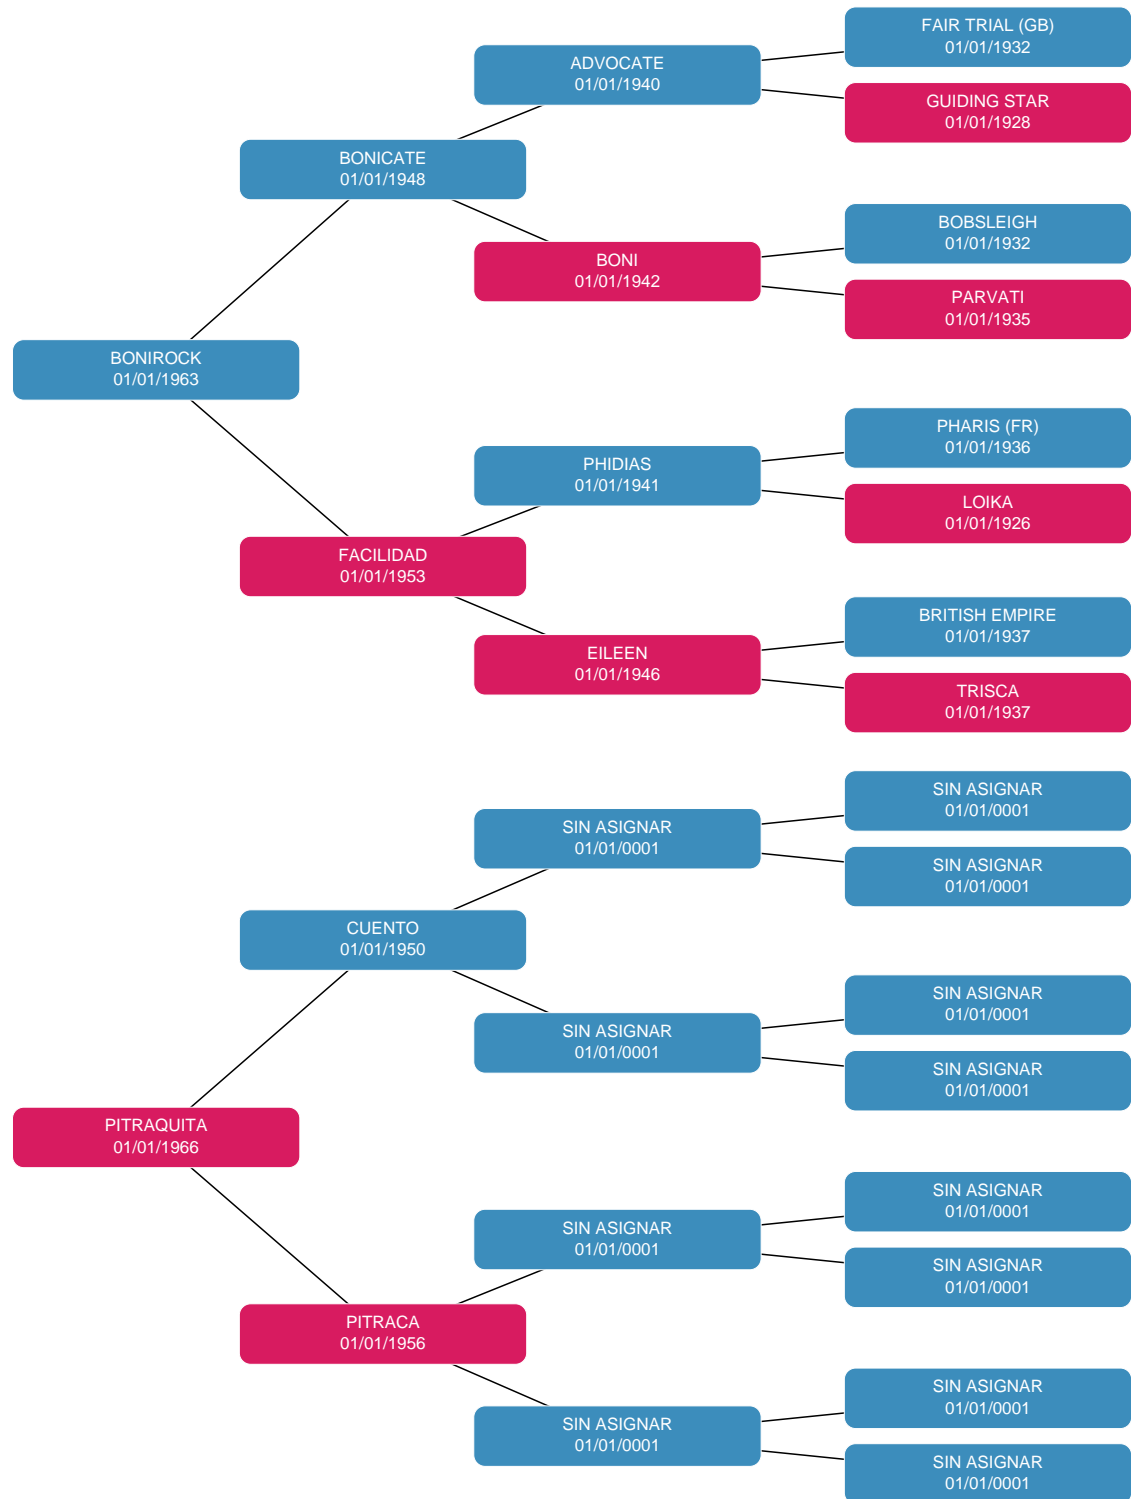 FAIR TRIAL (GB)
01/01/1932
ADVOCATE
01/01/1940
GUIDING STAR
01/01/1928
BONICATE
01/01/1948
BOBSLEIGH
01/01/1932
BONI
01/01/1942
PARVATI
01/01/1935
BONIROCK
01/01/1963
PHARIS (FR)
01/01/1936
PHIDIAS
01/01/1941
LOIKA
01/01/1926
FACILIDAD
01/01/1953
BRITISH EMPIRE
01/01/1937
EILEEN
01/01/1946
TRISCA
01/01/1937
SIN ASIGNAR
01/01/0001
SIN ASIGNAR
01/01/0001
SIN ASIGNAR
01/01/0001
CUENTO
01/01/1950
SIN ASIGNAR
01/01/0001
SIN ASIGNAR
01/01/0001
SIN ASIGNAR
01/01/0001
PITRAQUITA
01/01/1966
SIN ASIGNAR
01/01/0001
SIN ASIGNAR
01/01/0001
SIN ASIGNAR
01/01/0001
PITRACA
01/01/1956
SIN ASIGNAR
01/01/0001
SIN ASIGNAR
01/01/0001
SIN ASIGNAR
01/01/0001